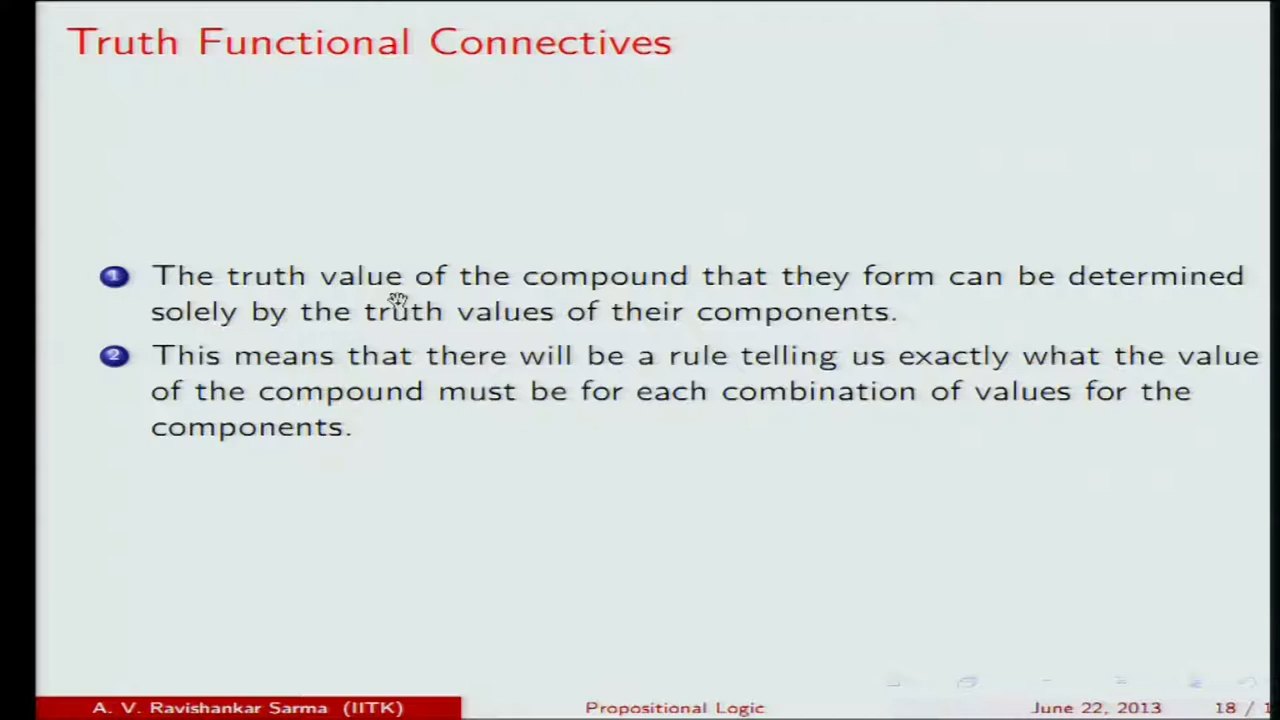 Truth Functional Connectives
1 The truth value of the compound that they form can be determined
solely by the truth values of their components.
2 This means that there will be a rule telling us exactly what the value
of the compound must be for each combination of values for the
components.
A. V. Ravishankar Sarma (IITK) Propositional Logic June 22, 2013 18 / 1